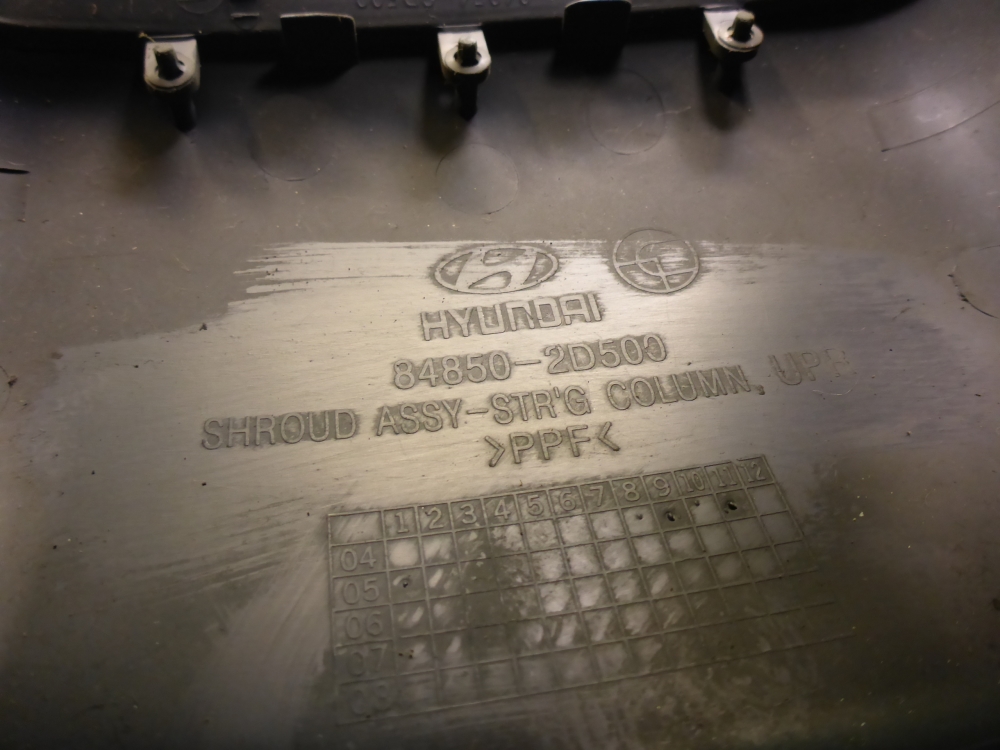 HYUNDAI
84850-2D500
SHROUD ASSY-STR'G COLUMN, UPR
>PPF<
1 2 3 4 5 6 7 8 9 10 11 12
04
05
06
07
08